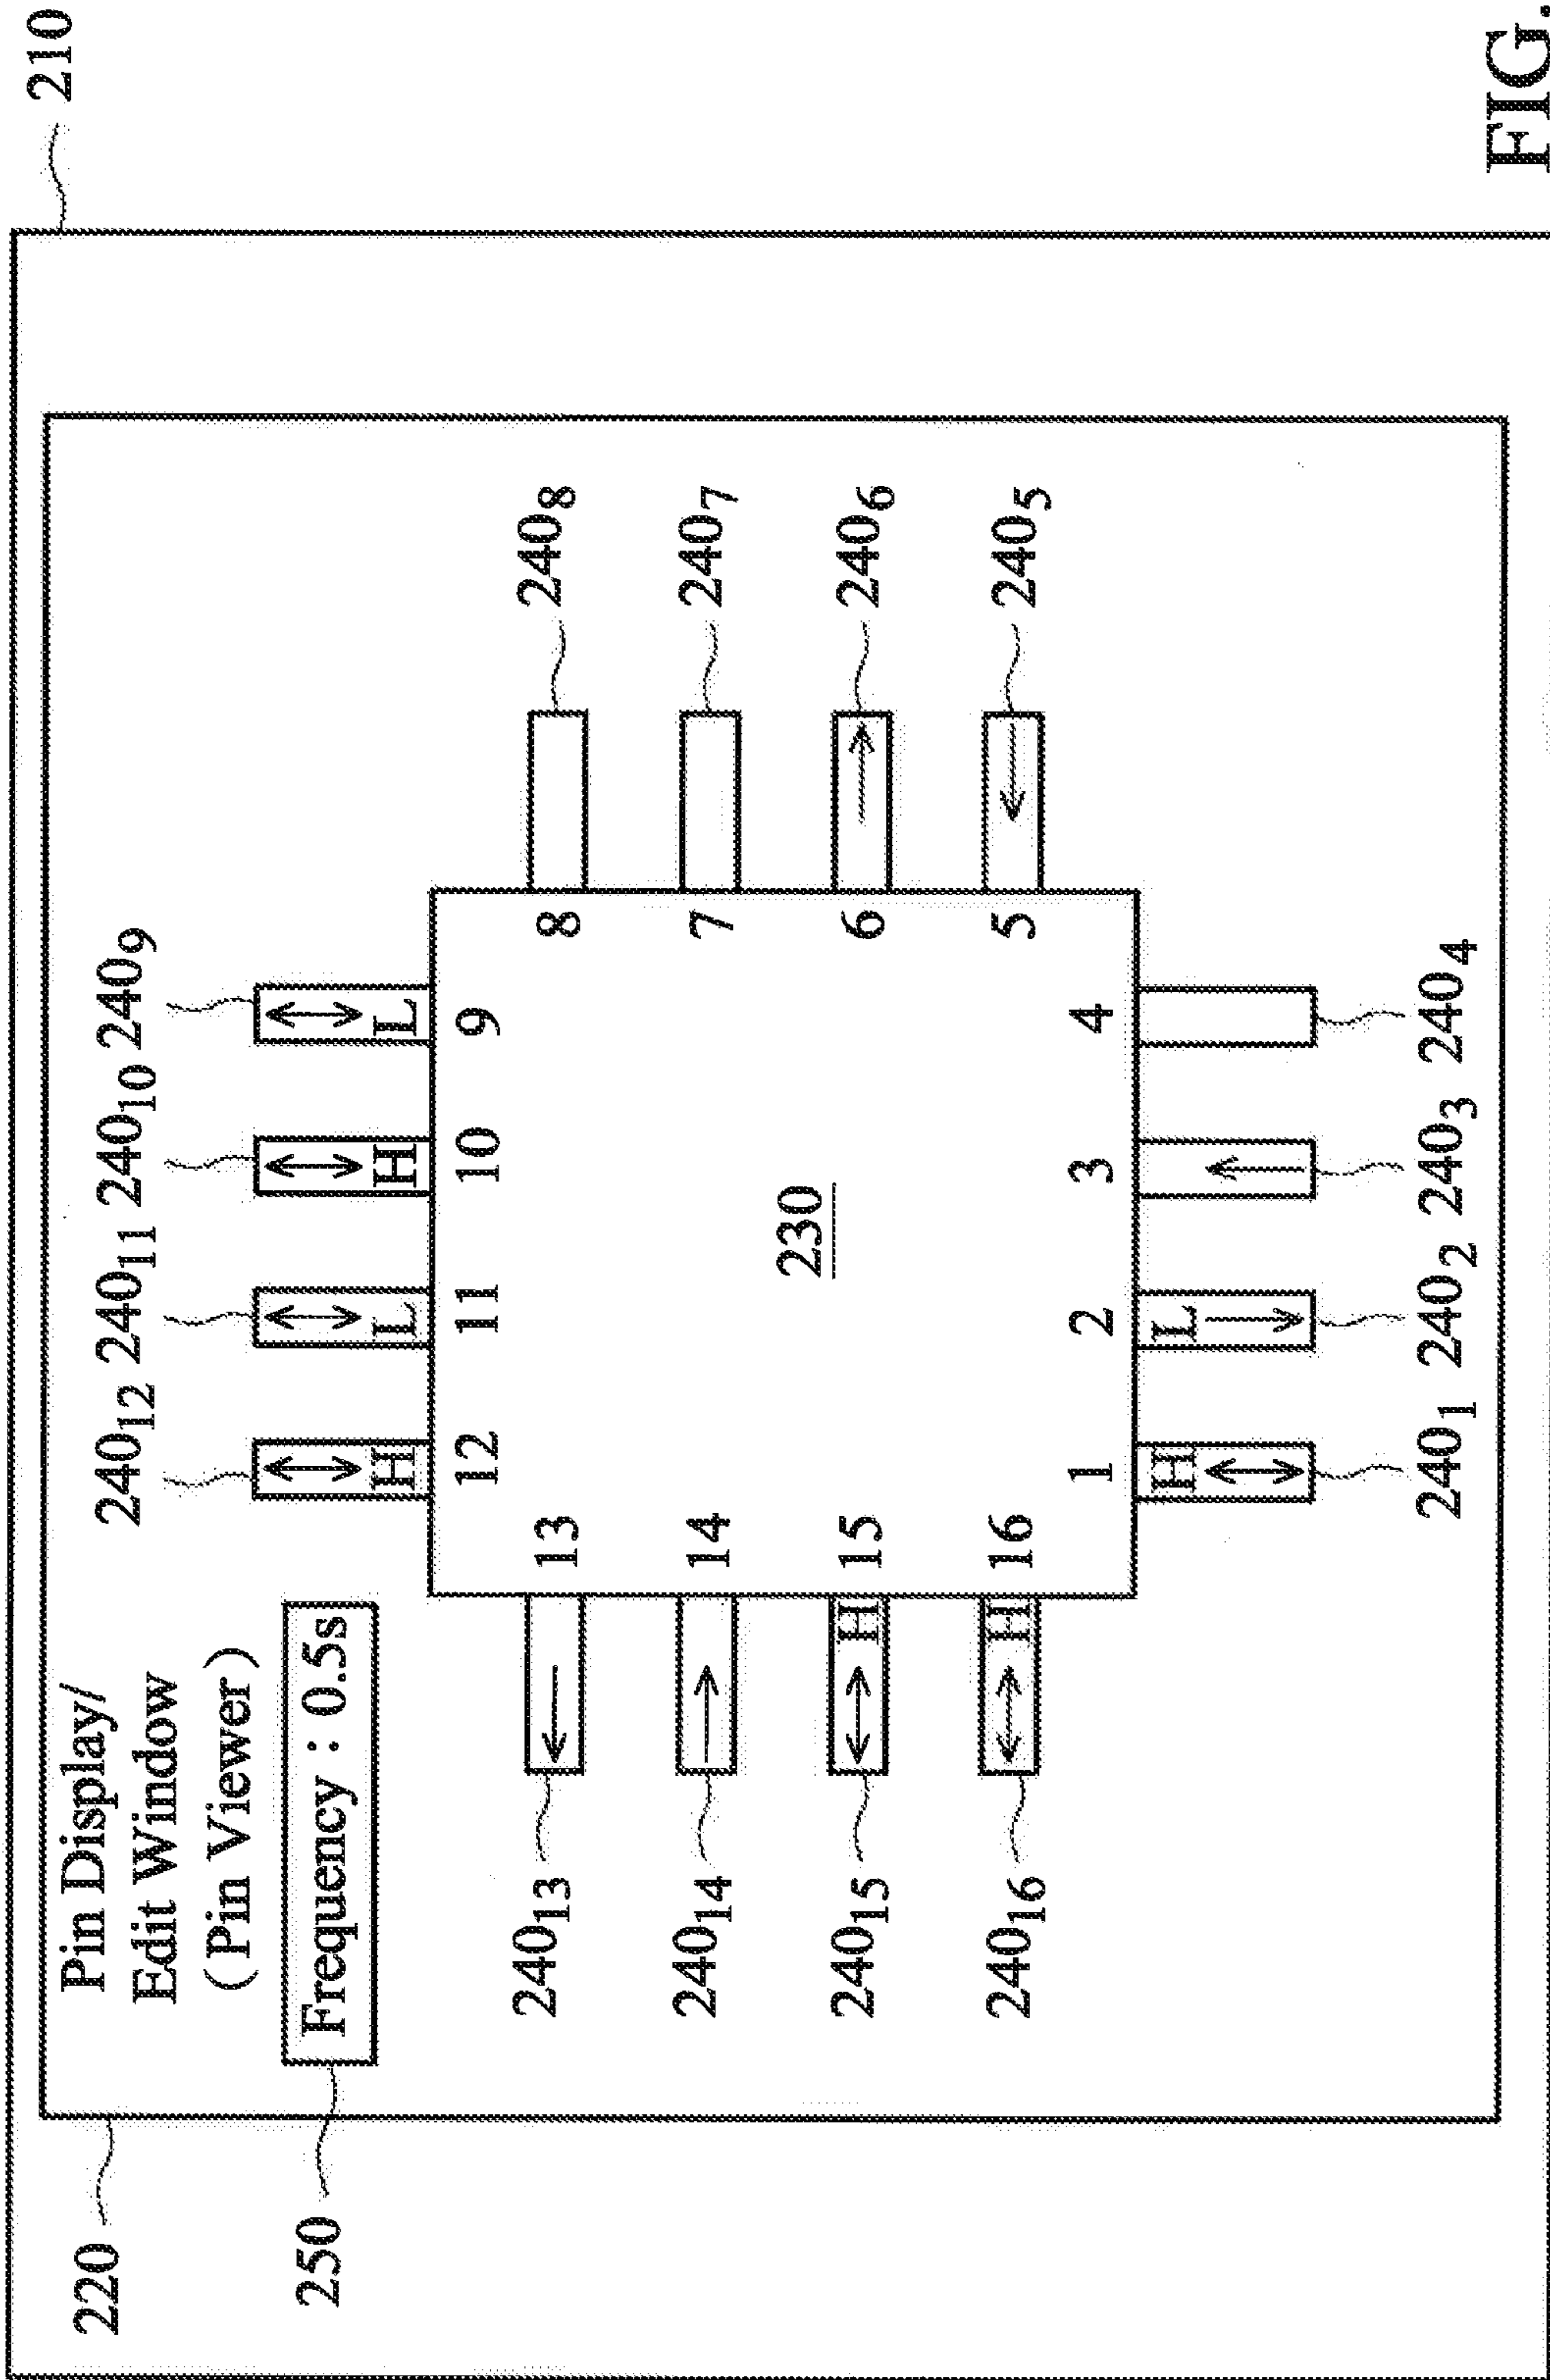 210
220
Pin Display/
Edit Window
(Pin Viewer)
240₁₂ 240₁₁ 240₁₀ 240₉
250
Frequency : 0.5s
H L H L
12 11 10 9
240₁₃ 13 8 240₈
240₁₄ 14 7 240₇
230
240₁₅ H 15 6 240₆
240₁₆ H 16 5 240₅
1 2 3 4
H L
240₁ 240₂ 240₃ 240₄
FIG.